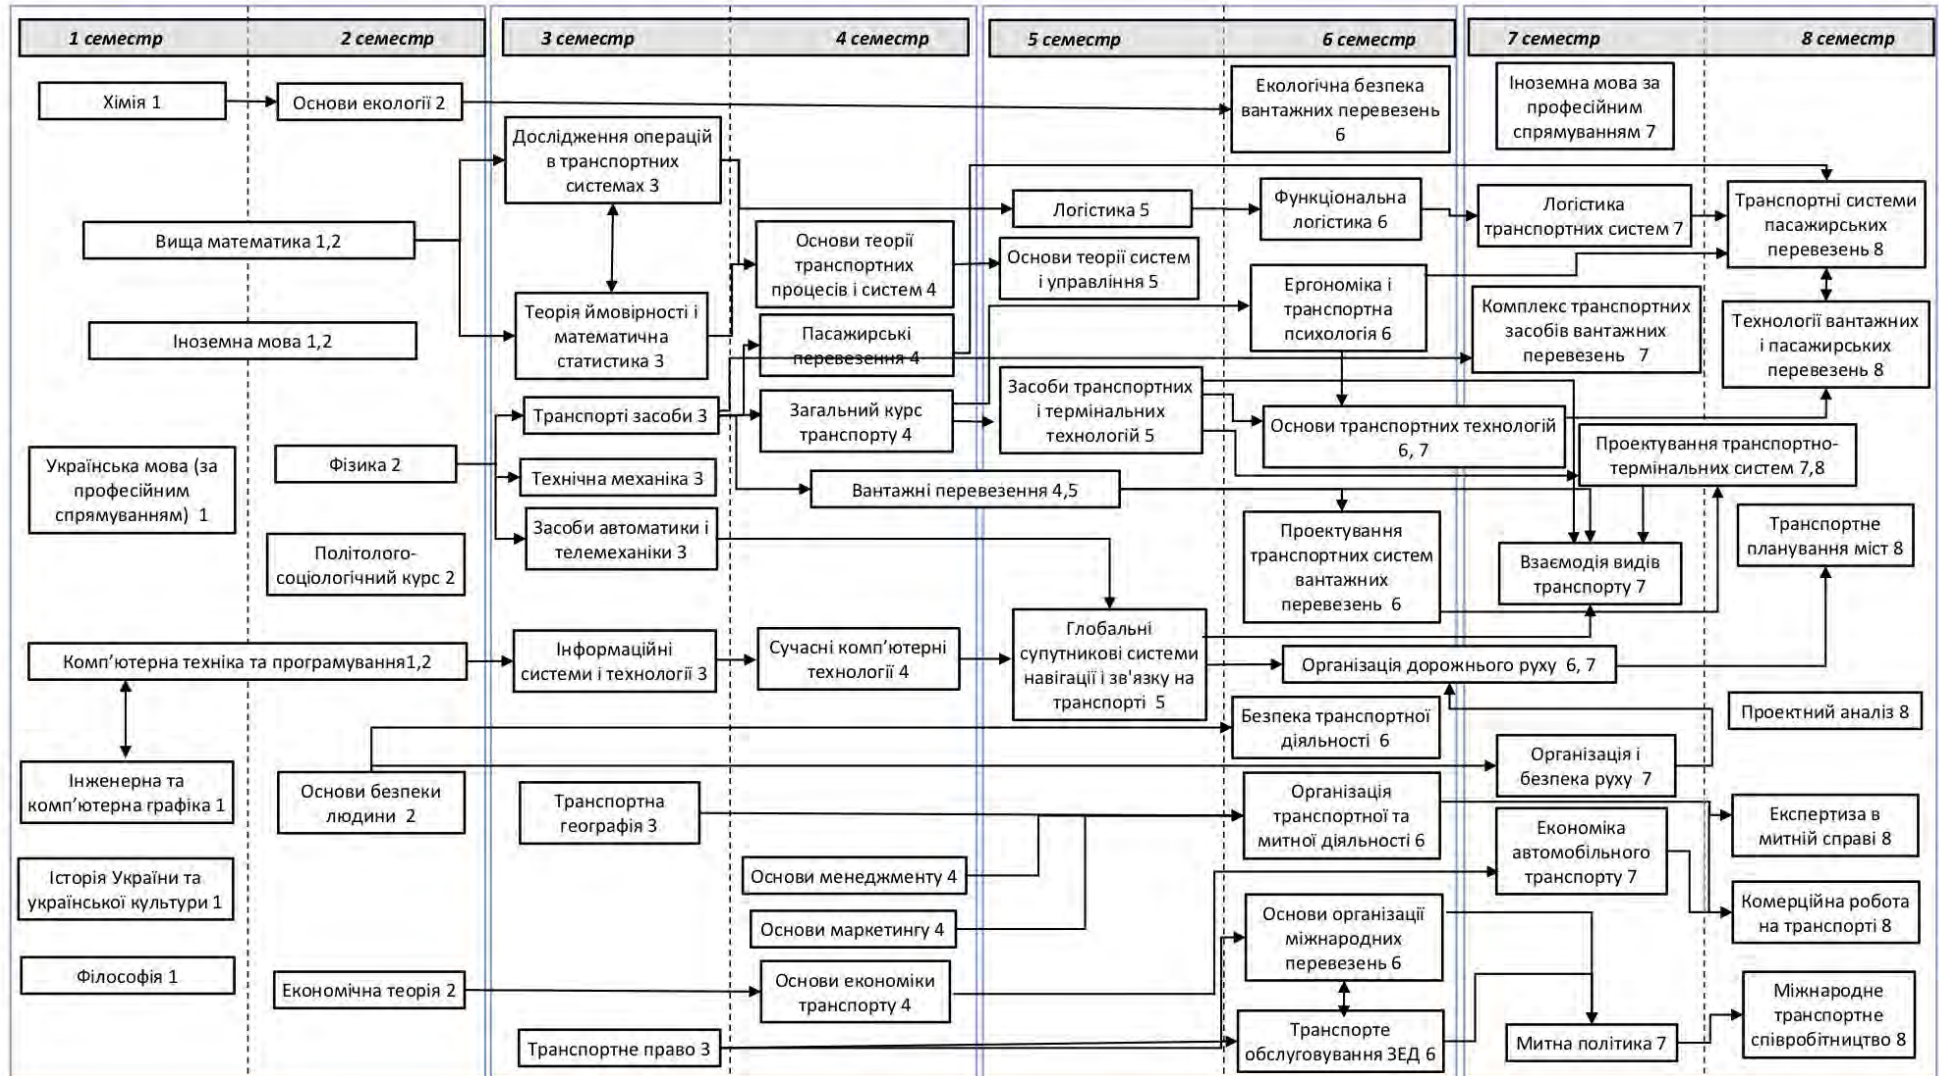 1 семестр
2 семестр
3 семестр
4 семестр
5 семестр
6 семестр
7 семестр
8 семестр
Хімія 1
Основи екології 2
Екологічна безпека
вантажних перевезень
6
Іноземна мова за
професійним
спрямуванням 7
Дослідження операцій
в транспортних
системах 3
Вища математика 1,2
Логістика 5
Функціональна
логістика 6
Логістика
транспортних систем 7
Транспортні системи
пасажирських
перевезень 8
Основи теорії
транспортних
процесів і систем 4
Основи теорії систем
і управління 5
Ергономіка і
транспортна
психологія 6
Іноземна мова 1,2
Теорія ймовірності і
математична
статистика 3
Пасажирські
перевезення 4
Комплекс транспортних
засобів вантажних
перевезень 7
Технології вантажних
і пасажирських
перевезень 8
Транспорті засоби 3
Загальний курс
транспорту 4
Засоби транспортних
і термінальних
технологій 5
Основи транспортних технологій
6, 7
Проектування транспортно-
термінальних систем 7,8
Українська мова (за
професійним
спрямуванням) 1
Фізика 2
Технічна механіка 3
Вантажні перевезення 4,5
Засоби автоматики і
телемеханіки 3
Проектування
транспортних систем
вантажних
перевезень 6
Транспортне
планування міст 8
Політолого-
соціологічний курс 2
Взаємодія видів
транспорту 7
Комп’ютерна техніка та програмування1,2
Інформаційні
системи і технології 3
Сучасні комп’ютерні
технології 4
Глобальні
супутникові системи
навігації і зв'язку на
транспорті 5
Організація дорожнього руху 6, 7
Безпека транспортної
діяльності 6
Проектний аналіз 8
Інженерна та
комп’ютерна графіка 1
Основи безпеки
людини 2
Транспортна
географія 3
Організація
транспортної та
митної діяльності 6
Організація і
безпека руху 7
Економіка
автомобільного
транспорту 7
Експертиза в
митній справі 8
Історія України та
української культури 1
Основи менеджменту 4
Основи маркетингу 4
Основи організації
міжнародних
перевезень 6
Комерційна робота
на транспорті 8
Філософія 1
Економічна теорія 2
Основи економіки
транспорту 4
Транспортне право 3
Транспорте
обслуговування ЗЕД 6
Митна політика 7
Міжнародне
транспортне
співробітництво 8